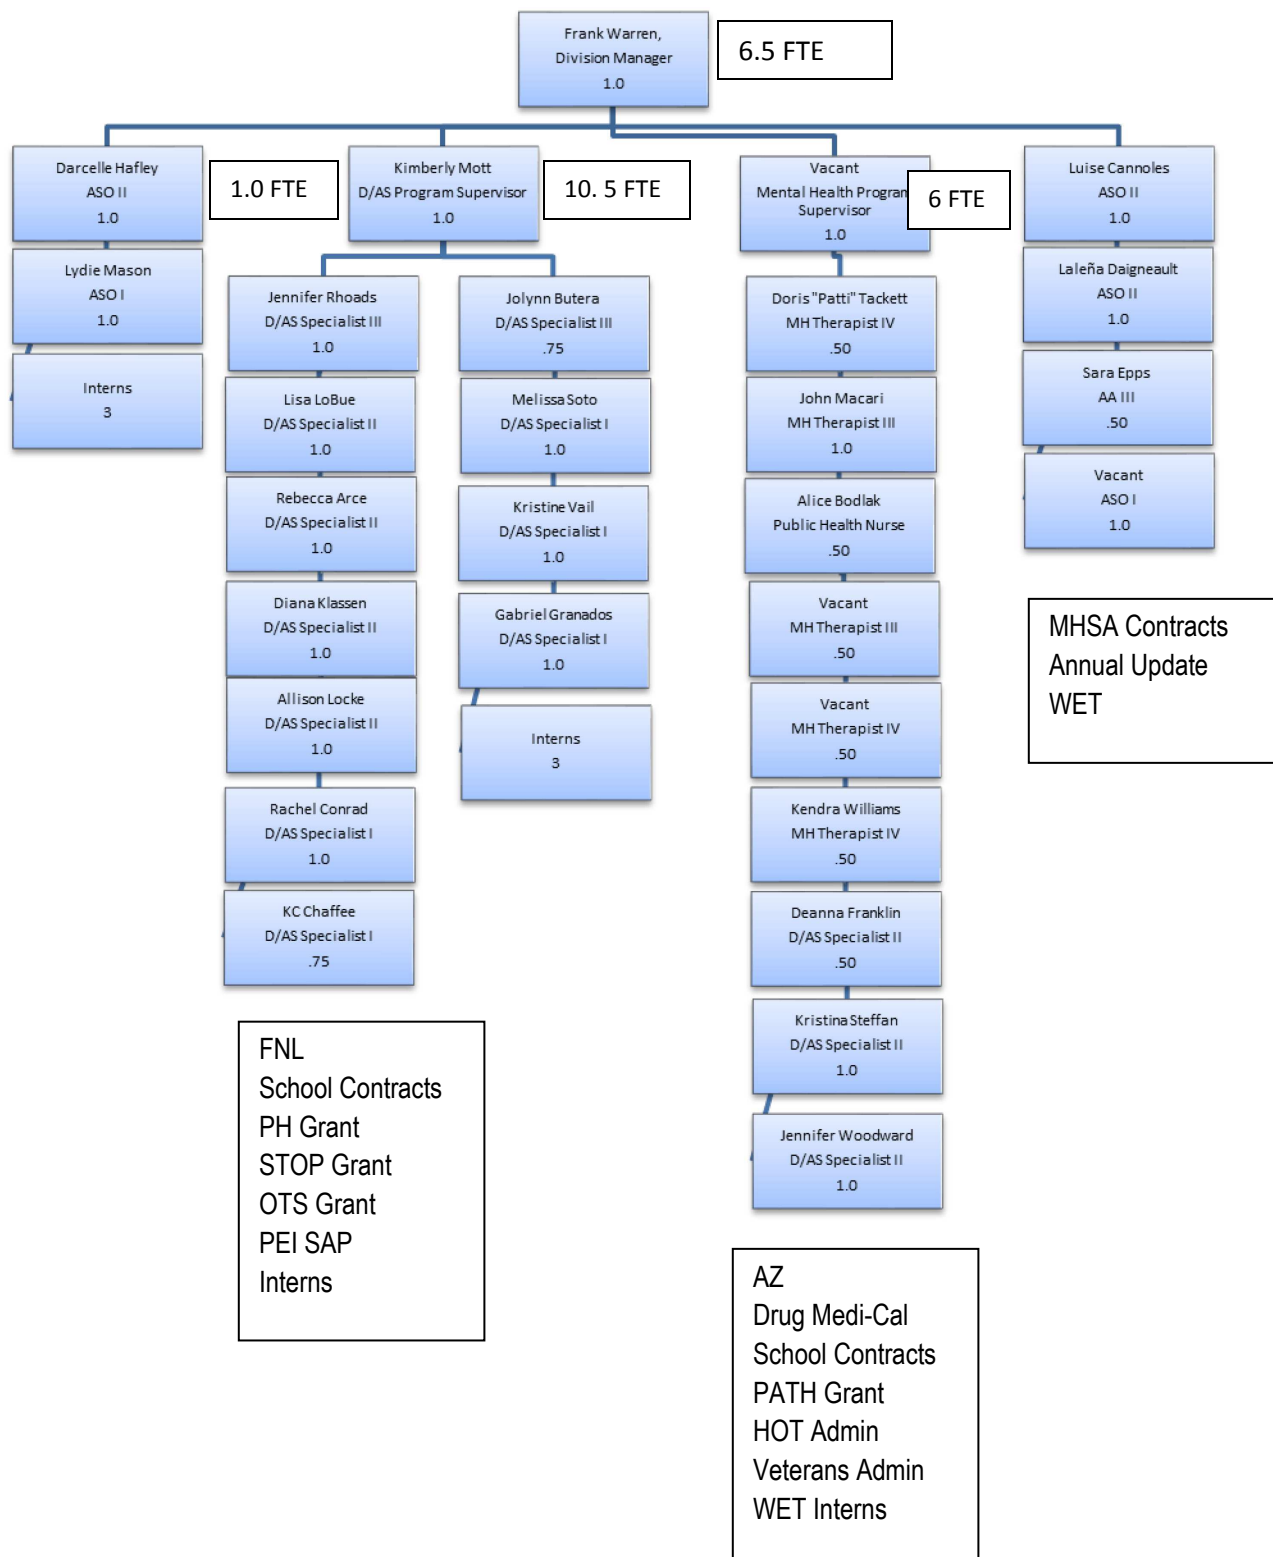 Frank Warren,
Division Manager
1.0
6.5 FTE
Darcelle Hafley
ASO II
1.0
1.0 FTE
Lydie Mason
ASO I
1.0
Interns
3
Kimberly Mott
D/AS Program Supervisor
1.0
10. 5 FTE
Jennifer Rhoads
D/AS Specialist III
1.0
Lisa LoBue
D/AS Specialist II
1.0
Rebecca Arce
D/AS Specialist II
1.0
Diana Klassen
D/AS Specialist II
1.0
Allison Locke
D/AS Specialist II
1.0
Rachel Conrad
D/AS Specialist I
1.0
KC Chaffee
D/AS Specialist I
.75
FNL
School Contracts
PH Grant
STOP Grant
OTS Grant
PEI SAP
Interns
Jolynn Butera
D/AS Specialist III
.75
Melissa Soto
D/AS Specialist I
1.0
Kristine Vail
D/AS Specialist I
1.0
Gabriel Granados
D/AS Specialist I
1.0
Interns
3
Vacant
Mental Health Program
Supervisor
1.0
6 FTE
Doris "Patti" Tackett
MH Therapist IV
.50
John Macari
MH Therapist III
1.0
Alice Bodlak
Public Health Nurse
.50
Vacant
MH Therapist III
.50
Vacant
MH Therapist IV
.50
Kendra Williams
MH Therapist IV
.50
Deanna Franklin
D/AS Specialist II
.50
Kristina Steffan
D/AS Specialist II
1.0
Jennifer Woodward
D/AS Specialist II
1.0
AZ
Drug Medi-Cal
School Contracts
PATH Grant
HOT Admin
Veterans Admin
WET Interns
Luise Cannoles
ASO II
1.0
Laleña Daigneault
ASO II
1.0
Sara Epps
AA III
.50
Vacant
ASO I
1.0
MHSA Contracts
Annual Update
WET